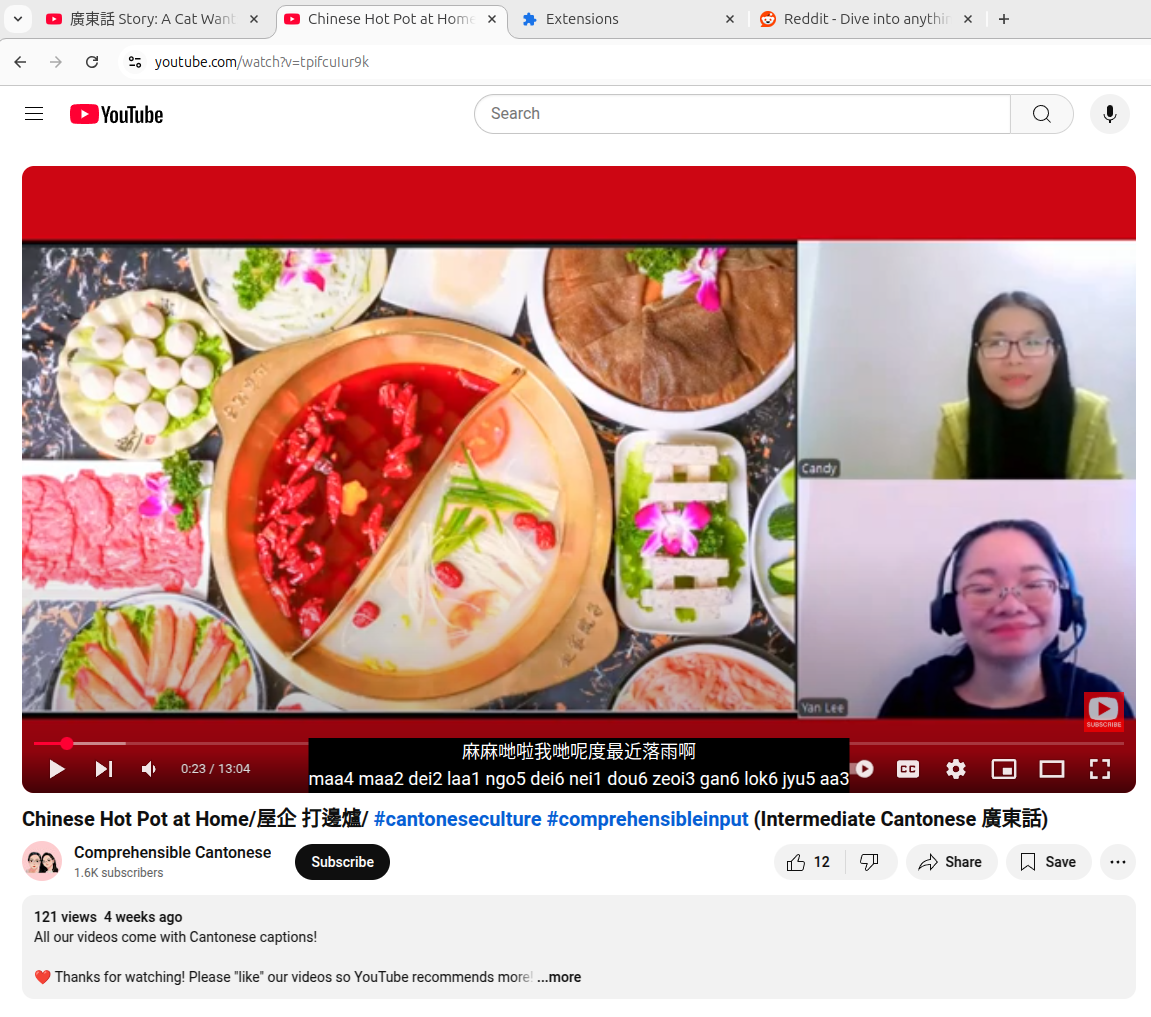 廣東話 Story: A Cat Want
Chinese Hot Pot at Home
Extensions
Reddit - Dive into anythin
youtube.com/watch?v=tpifcuIur9k
YouTube
Search
Candy
Yan Lee
SUBSCRIBE
麻麻哋啦我哋呢度最近落雨啊
maa4 maa2 dei2 laa1 ngo5 dei6 nei1 dou6 zeoi3 gan6 lok6 jyu5 aa3
0:23 / 13:04
CC
Chinese Hot Pot at Home/屋企 打邊爐/ #cantoneseculture #comprehensibleinput (Intermediate Cantonese 廣東話)
Comprehensible Cantonese
1.6K subscribers
Subscribe
12
Share
Save
121 views 4 weeks ago
All our videos come with Cantonese captions!
❤️ Thanks for watching! Please "like" our videos so YouTube recommends more! ...more